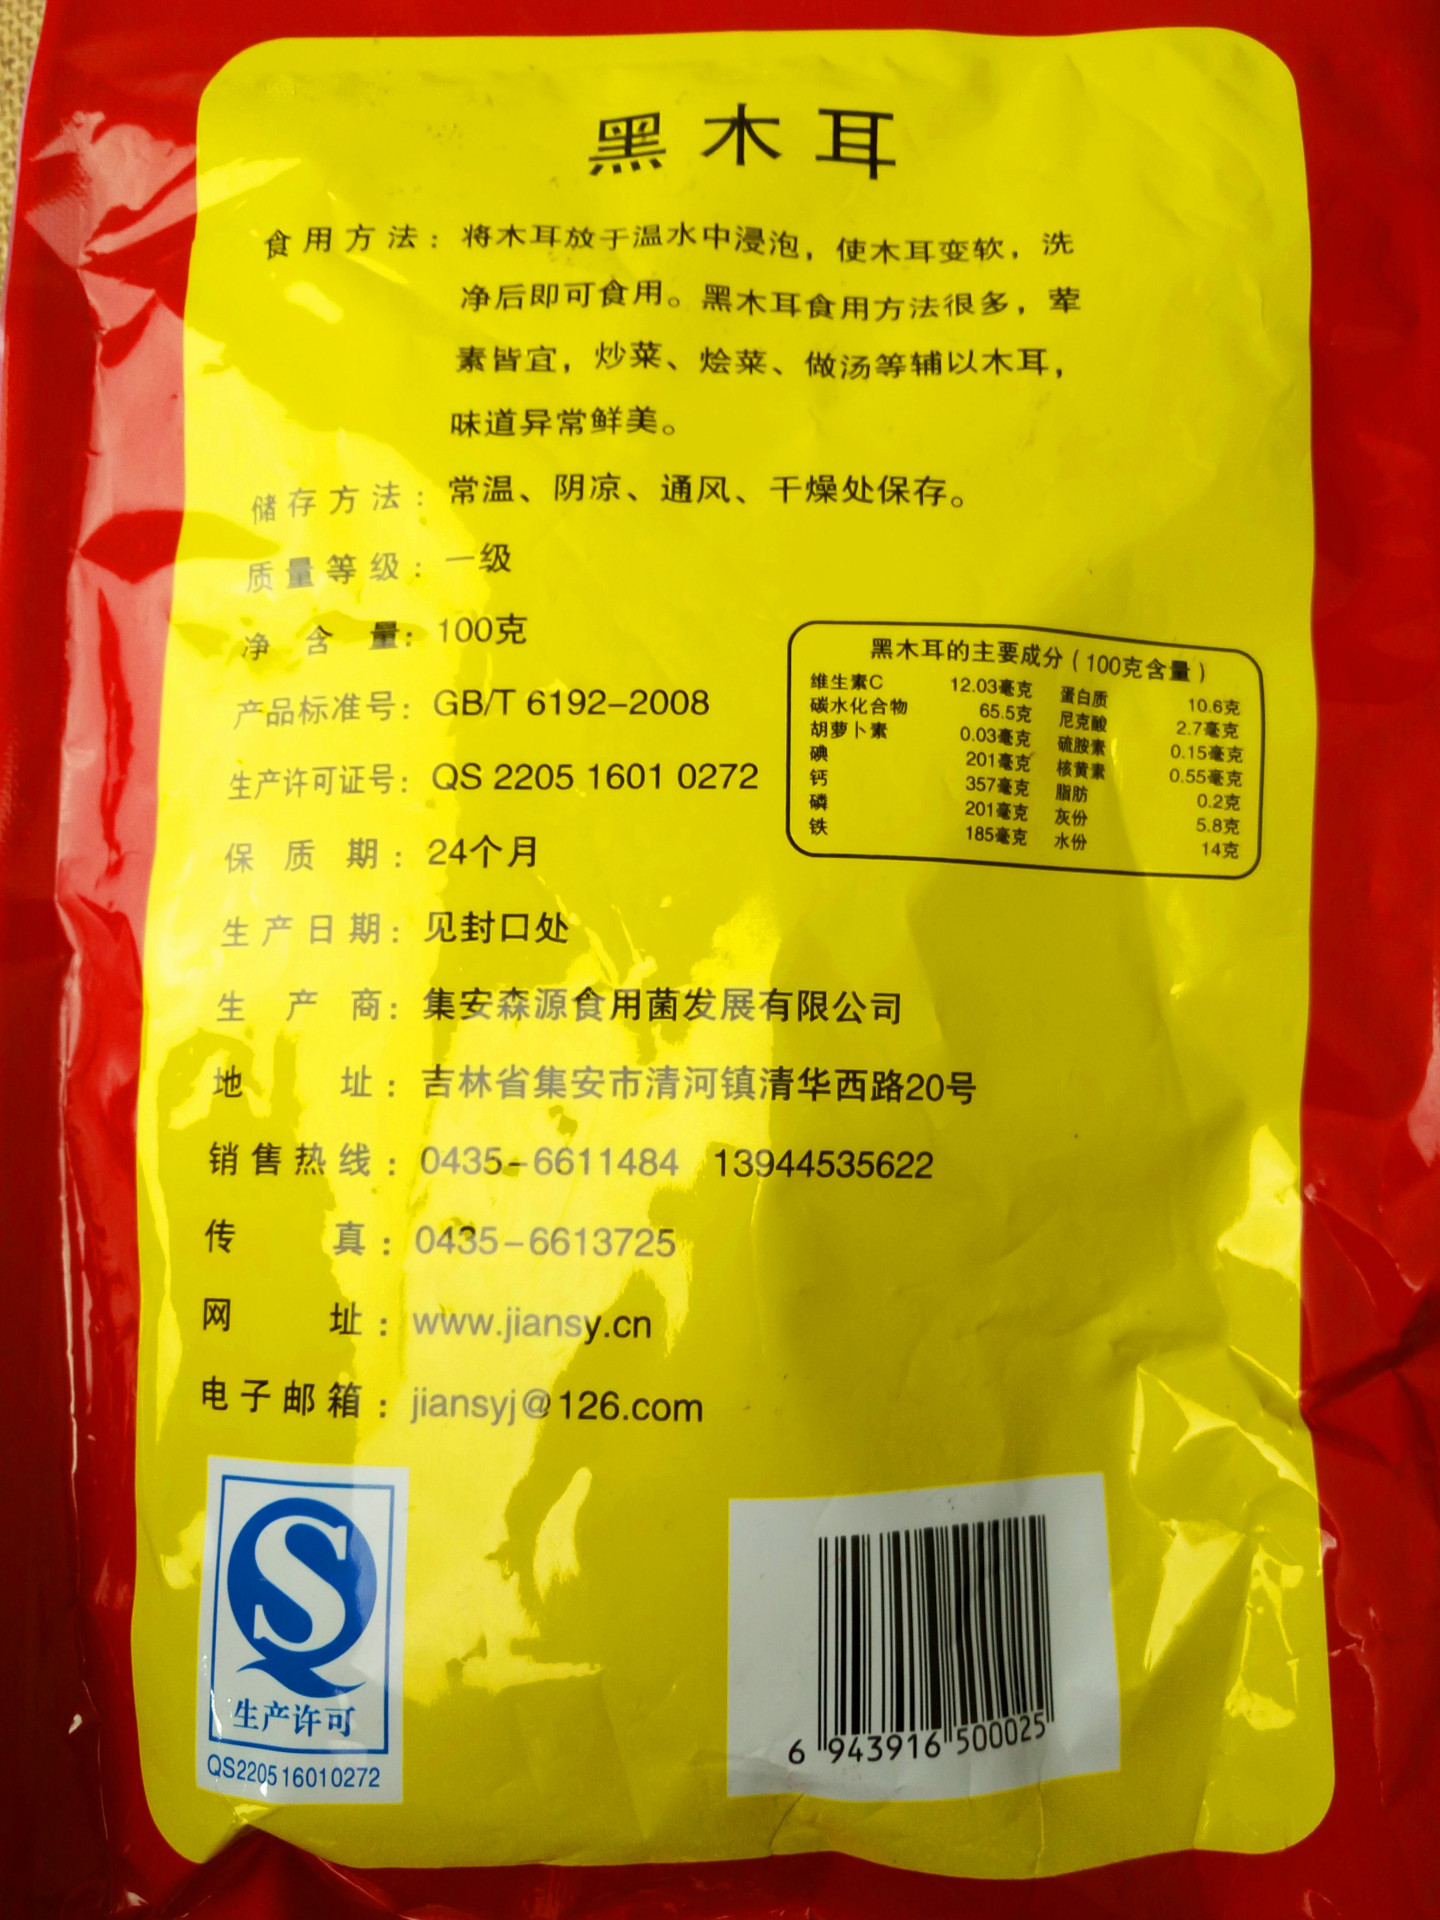 黑木耳
食用方法：将木耳放于温水中浸泡，使木耳变软，洗
净后即可食用。黑木耳食用方法很多，荤
素皆宜，炒菜、烩菜、做汤等辅以木耳，
味道异常鲜美。
储存方法：常温、阴凉、通风、干燥处保存。
质量等级：一级
净含量：100克
产品标准号：GB/T 6192-2008
生产许可证号：QS 2205 1601 0272
保质期：24个月
生产日期：见封口处
生产商：集安森源食用菌发展有限公司
地址：吉林省集安市清河镇清华西路20号
销售热线：0435-6611484 13944535622
传真：0435-6613725
网址：www.jiansy.cn
电子邮箱：jiansyj@126.com
黑木耳的主要成分（100克含量）
维生素C 12.03毫克 蛋白质 10.6克
碳水化合物 65.5克 尼克酸 2.7毫克
胡萝卜素 0.03毫克 硫胺素 0.15毫克
碘 201毫克 核黄素 0.55毫克
钙 357毫克 脂肪 0.2克
磷 201毫克 灰份 5.8克
铁 185毫克 水份 14克
生产许可
QS220516010272
6 943916 500025